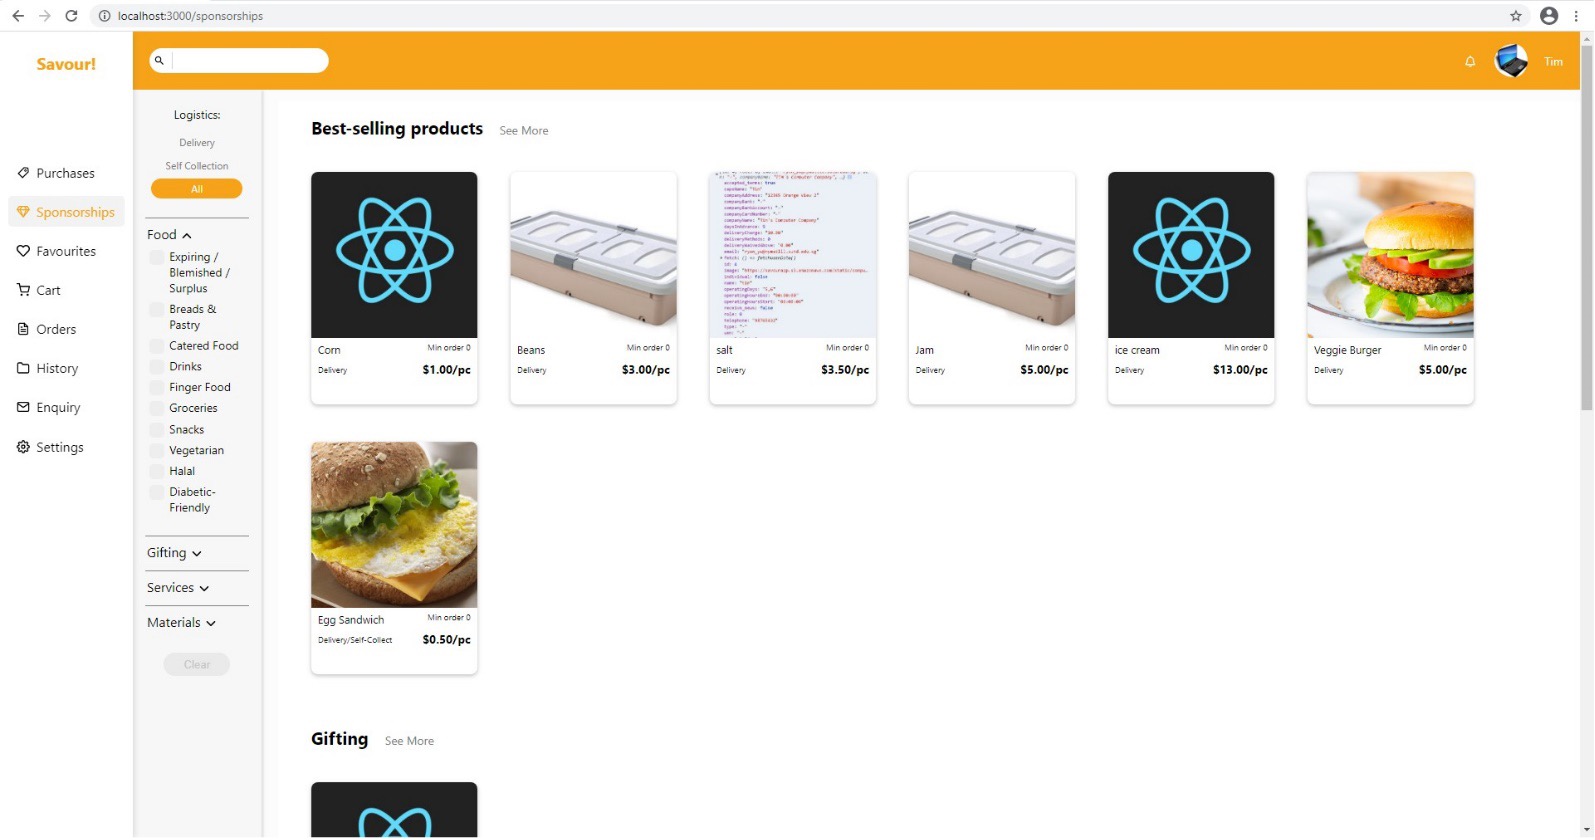 localhost:3000/sponsorships
Savour!
Tim
Purchases
Sponsorships
Favourites
Cart
Orders
History
Enquiry
Settings
Logistics:
Delivery
Self Collection
All
Food
Expiring /
Blemished /
Surplus
Breads &
Pastry
Catered Food
Drinks
Finger Food
Groceries
Snacks
Vegetarian
Halal
Diabetic-
Friendly
Gifting
Services
Materials
Clear
Best-selling products See More
accepted_terms: true
Corn Min order 0
Delivery $1.00/pc
Beans Min order 0
Delivery $3.00/pc
salt Min order 0
Delivery $3.50/pc
Jam Min order 0
Delivery $5.00/pc
ice cream Min order 0
Delivery $13.00/pc
Veggie Burger Min order 0
Delivery $5.00/pc
Egg Sandwich Min order 0
Delivery/Self-Collect $0.50/pc
Gifting See More